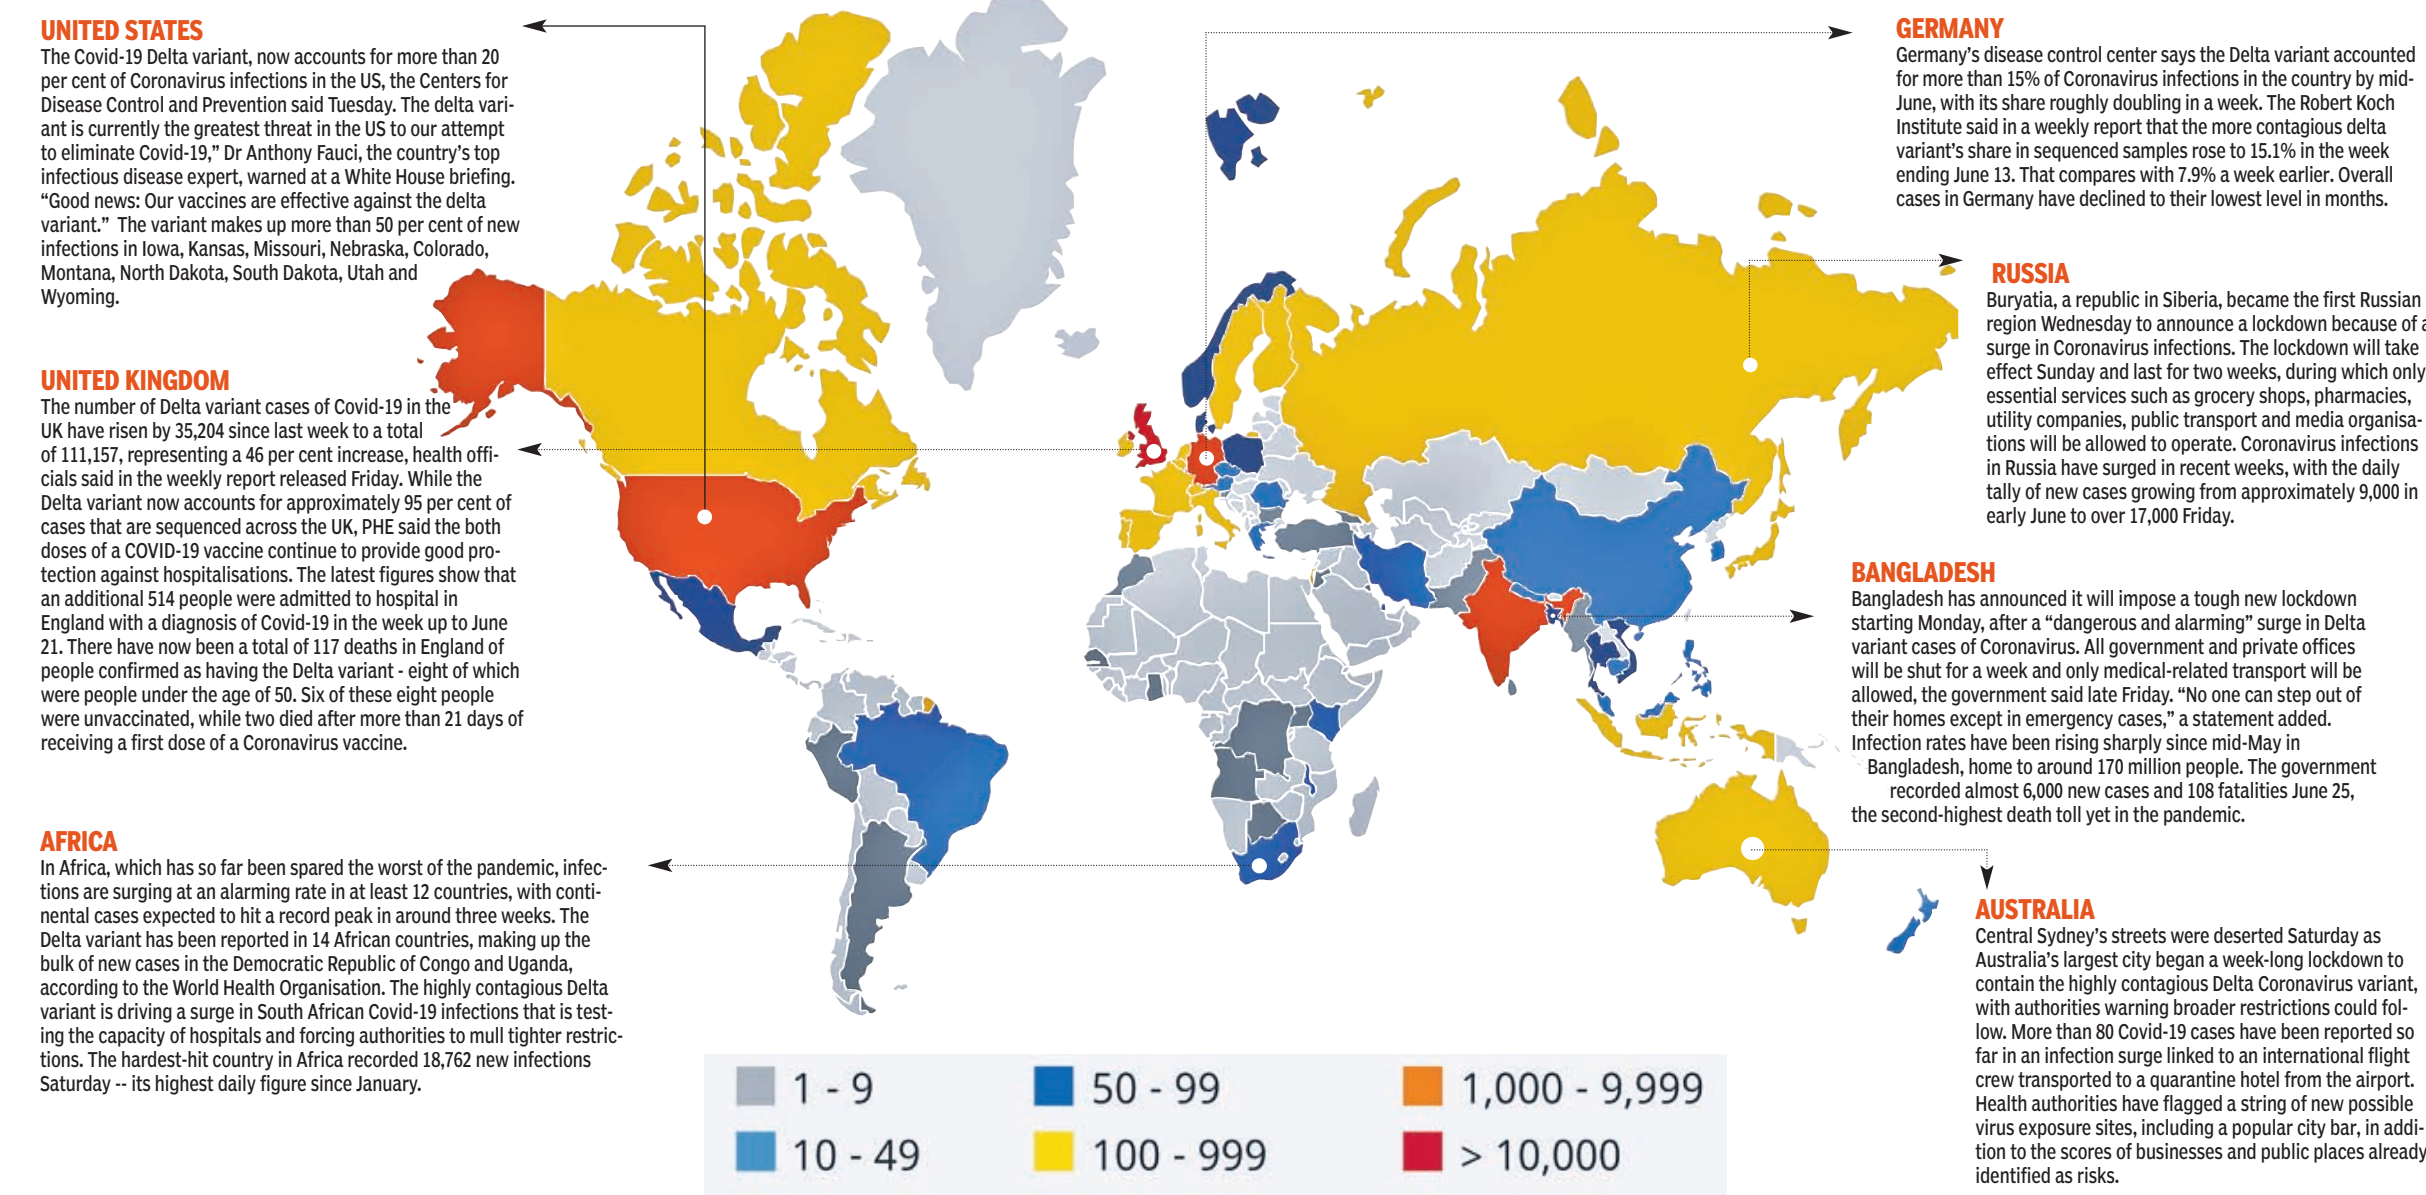 UNITED STATES
The Covid-19 Delta variant, now accounts for more than 20
per cent of Coronavirus infections in the US, the Centers for
Disease Control and Prevention said Tuesday. The delta vari-
ant is currently the greatest threat in the US to our attempt
to eliminate Covid-19,” Dr Anthony Fauci, the country’s top
infectious disease expert, warned at a White House briefing.
“Good news: Our vaccines are effective against the delta
variant.” The variant makes up more than 50 per cent of new
infections in Iowa, Kansas, Missouri, Nebraska, Colorado,
Montana, North Dakota, South Dakota, Utah and
Wyoming.
UNITED KINGDOM
The number of Delta variant cases of Covid-19 in the
UK have risen by 35,204 since last week to a total
of 111,157, representing a 46 per cent increase, health offi-
cials said in the weekly report released Friday. While the
Delta variant now accounts for approximately 95 per cent of
cases that are sequenced across the UK, PHE said the both
doses of a COVID-19 vaccine continue to provide good pro-
tection against hospitalisations. The latest figures show that
an additional 514 people were admitted to hospital in
England with a diagnosis of Covid-19 in the week up to June
21. There have now been a total of 117 deaths in England of
people confirmed as having the Delta variant - eight of which
were people under the age of 50. Six of these eight people
were unvaccinated, while two died after more than 21 days of
receiving a first dose of a Coronavirus vaccine.
AFRICA
In Africa, which has so far been spared the worst of the pandemic, infec-
tions are surging at an alarming rate in at least 12 countries, with conti-
nental cases expected to hit a record peak in around three weeks. The
Delta variant has been reported in 14 African countries, making up the
bulk of new cases in the Democratic Republic of Congo and Uganda,
according to the World Health Organisation. The highly contagious Delta
variant is driving a surge in South African Covid-19 infections that is test-
ing the capacity of hospitals and forcing authorities to mull tighter restric-
tions. The hardest-hit country in Africa recorded 18,762 new infections
Saturday -- its highest daily figure since January.
GERMANY
Germany’s disease control center says the Delta variant accounted
for more than 15% of Coronavirus infections in the country by mid-
June, with its share roughly doubling in a week. The Robert Koch
Institute said in a weekly report that the more contagious delta
variant’s share in sequenced samples rose to 15.1% in the week
ending June 13. That compares with 7.9% a week earlier. Overall
cases in Germany have declined to their lowest level in months.
RUSSIA
Buryatia, a republic in Siberia, became the first Russian
region Wednesday to announce a lockdown because of a
surge in Coronavirus infections. The lockdown will take
effect Sunday and last for two weeks, during which only
essential services such as grocery shops, pharmacies,
utility companies, public transport and media organisa-
tions will be allowed to operate. Coronavirus infections
in Russia have surged in recent weeks, with the daily
tally of new cases growing from approximately 9,000 in
early June to over 17,000 Friday.
BANGLADESH
Bangladesh has announced it will impose a tough new lockdown
starting Monday, after a “dangerous and alarming” surge in Delta
variant cases of Coronavirus. All government and private offices
will be shut for a week and only medical-related transport will be
allowed, the government said late Friday. “No one can step out of
their homes except in emergency cases,” a statement added.
Infection rates have been rising sharply since mid-May in
Bangladesh, home to around 170 million people. The government
recorded almost 6,000 new cases and 108 fatalities June 25,
the second-highest death toll yet in the pandemic.
AUSTRALIA
Central Sydney’s streets were deserted Saturday as
Australia’s largest city began a week-long lockdown to
contain the highly contagious Delta Coronavirus variant,
with authorities warning broader restrictions could fol-
low. More than 80 Covid-19 cases have been reported so
far in an infection surge linked to an international flight
crew transported to a quarantine hotel from the airport.
Health authorities have flagged a string of new possible
virus exposure sites, including a popular city bar, in addi-
tion to the scores of businesses and public places already
identified as risks.
1 - 9
50 - 99
1,000 - 9,999
10 - 49
100 - 999
> 10,000